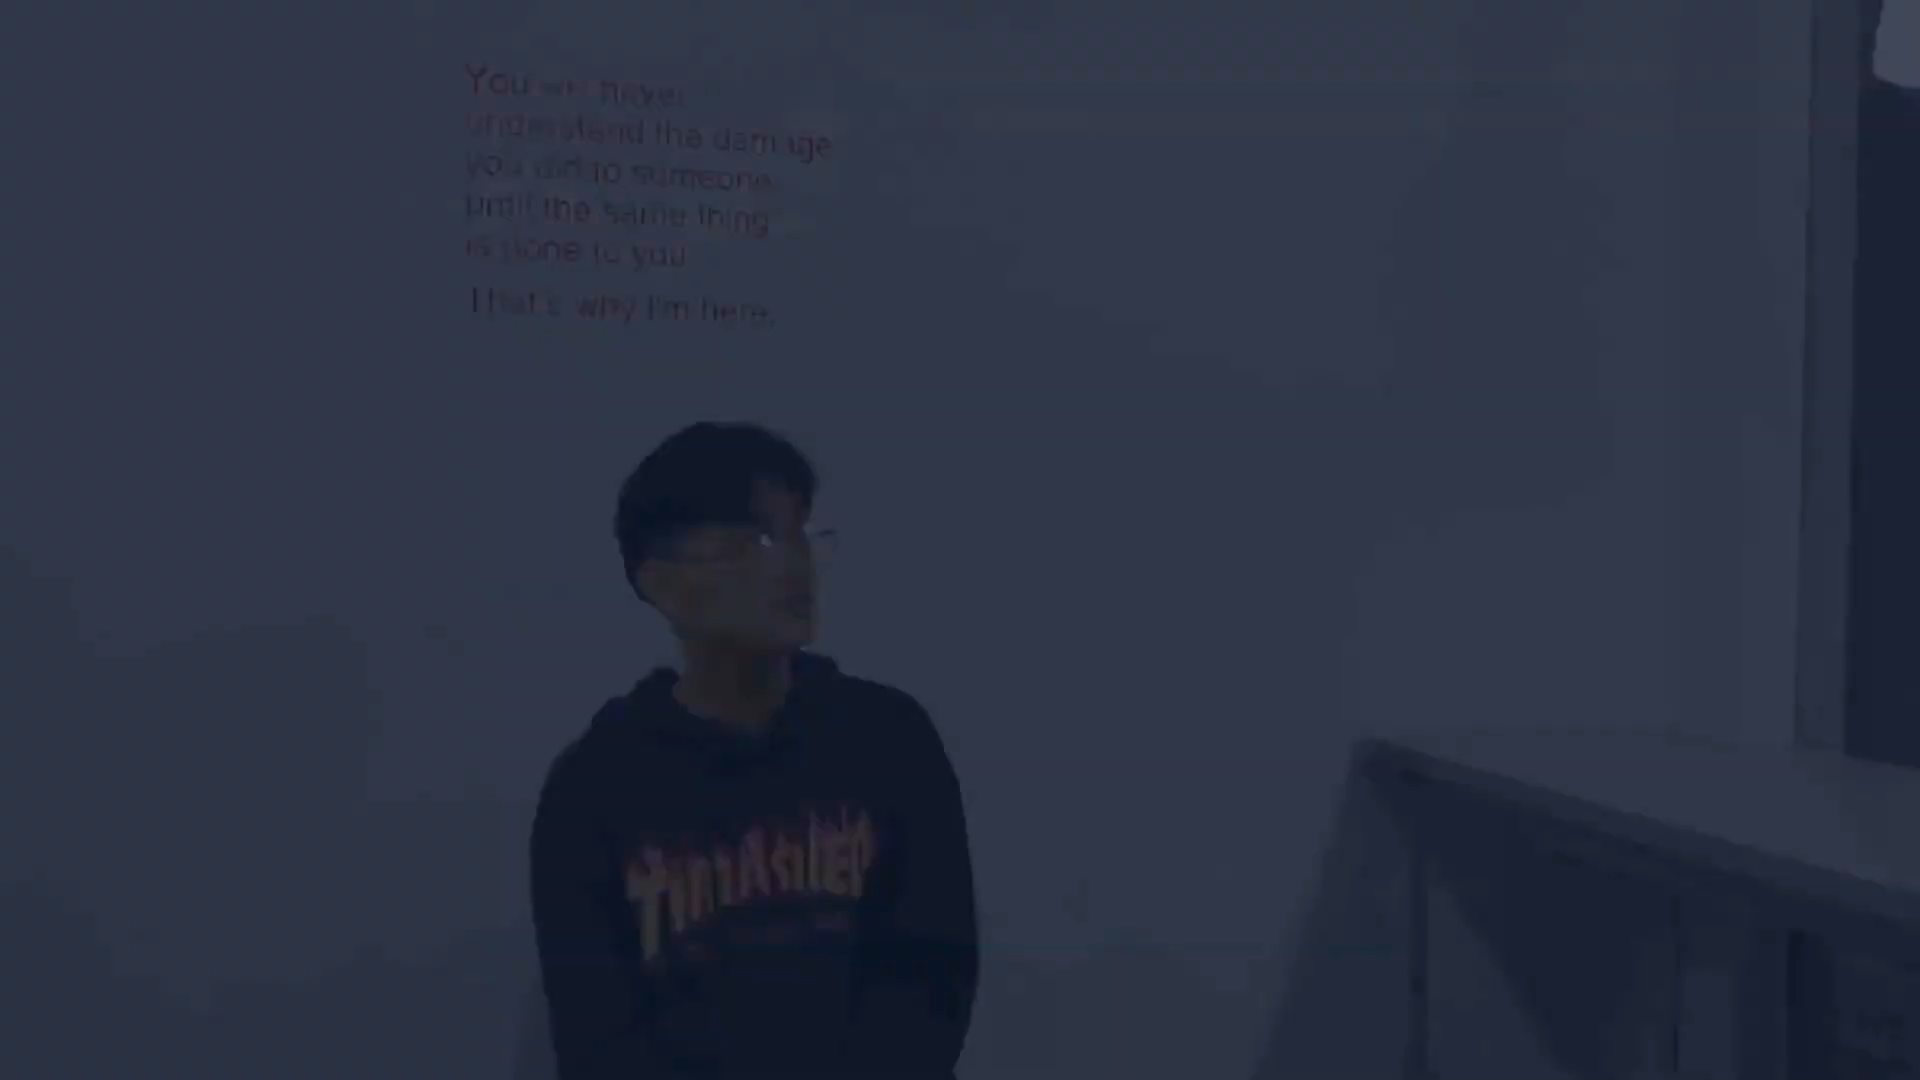 You will never
understand the damage
you did to someone
until the same thing
is done to you
That's why I'm here.
THRASHER